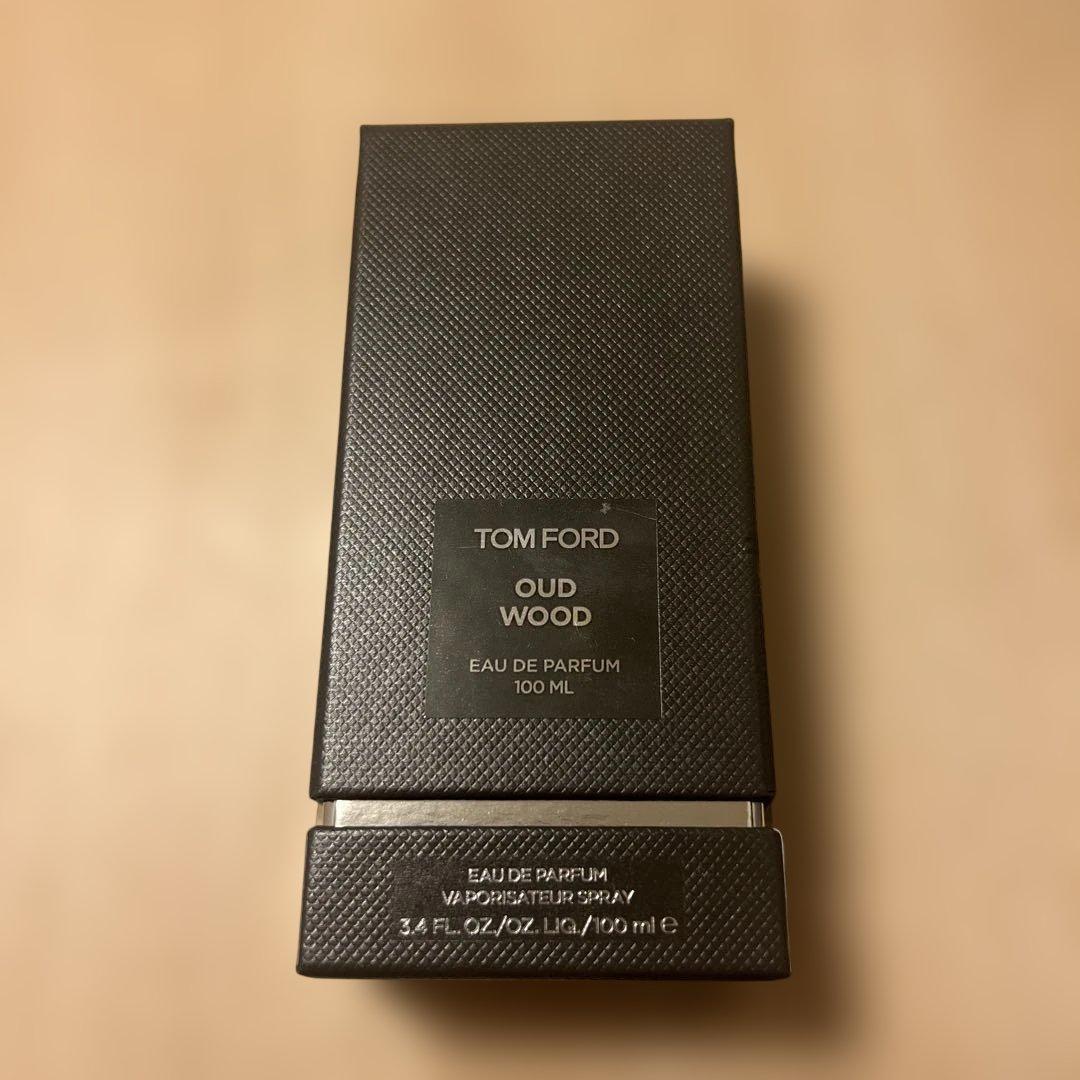 TOM FORD
OUD
WOOD
EAU DE PARFUM
100 ML
EAU DE PARFUM
VAPORISATEUR SPRAY
3.4 FL. OZ./OZ. LIQ./100 ml ℮